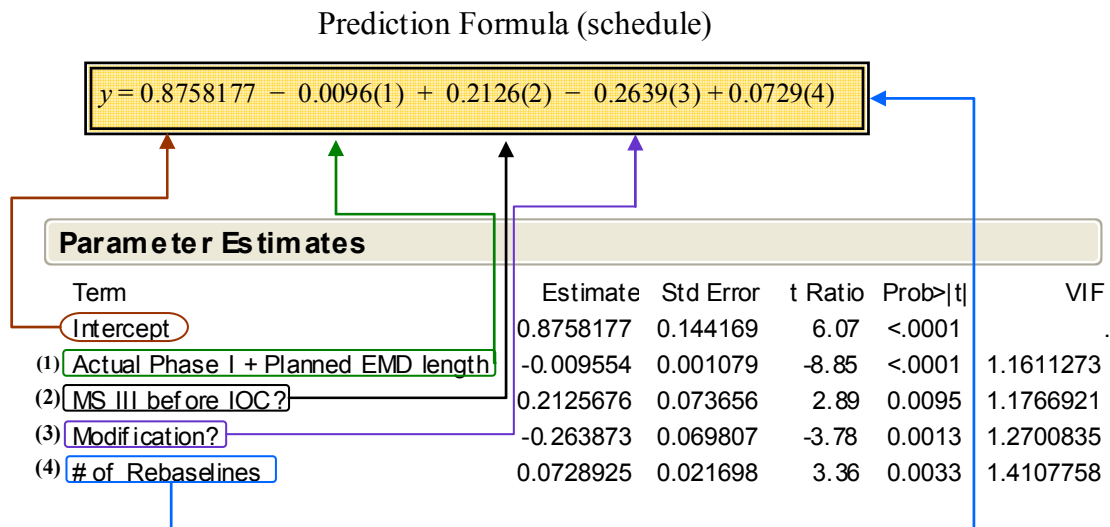 Prediction Formula (schedule)
y = 0.8758177 − 0.0096(1) + 0.2126(2) − 0.2639(3) + 0.0729(4)
Parameter Estimates
Term Estimate Std Error t Ratio Prob>|t| VIF
Intercept 0.8758177 0.144169 6.07 <.0001 .
(1) Actual Phase I + Planned EMD length -0.009554 0.001079 -8.85 <.0001 1.1611273
(2) MS III before IOC? 0.2125676 0.073656 2.89 0.0095 1.1766921
(3) Modification? -0.263873 0.069807 -3.78 0.0013 1.2700835
(4) # of Rebaselines 0.0728925 0.021698 3.36 0.0033 1.4107758